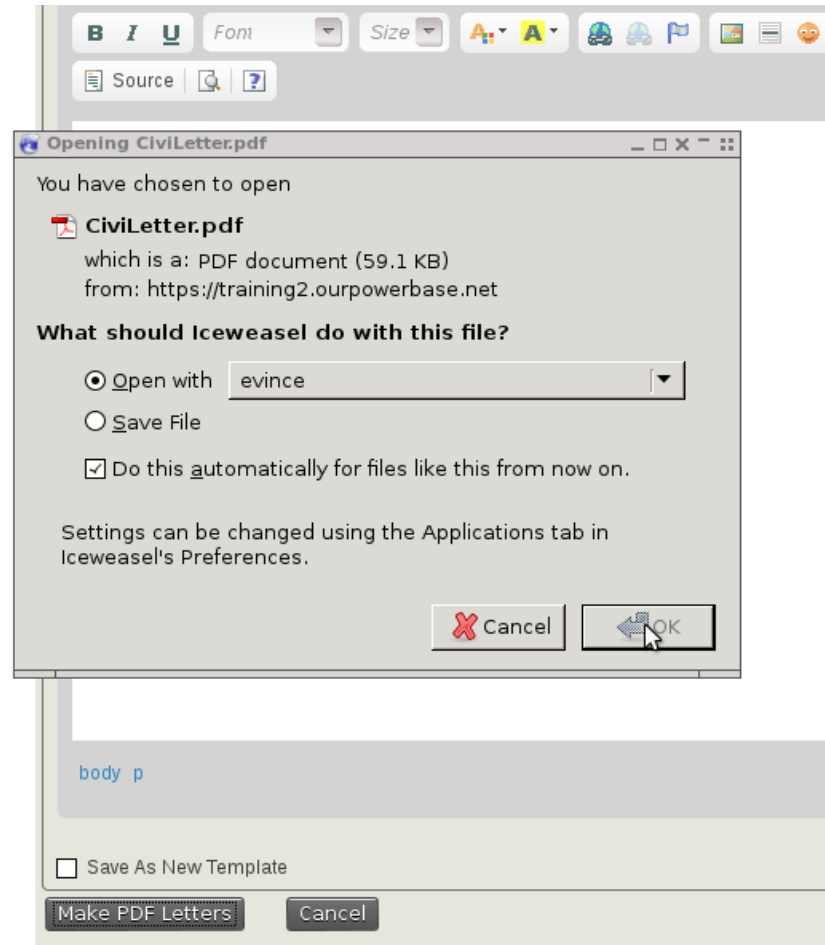 B I U Font Size A A
Source ?
Opening CiviLetter.pdf
You have chosen to open
CiviLetter.pdf
which is a: PDF document (59.1 KB)
from: https://training2.ourpowerbase.net
What should Iceweasel do with this file?
Open with evince
Save File
Do this automatically for files like this from now on.
Settings can be changed using the Applications tab in
Iceweasel's Preferences.
Cancel OK
body p
Save As New Template
Make PDF Letters Cancel